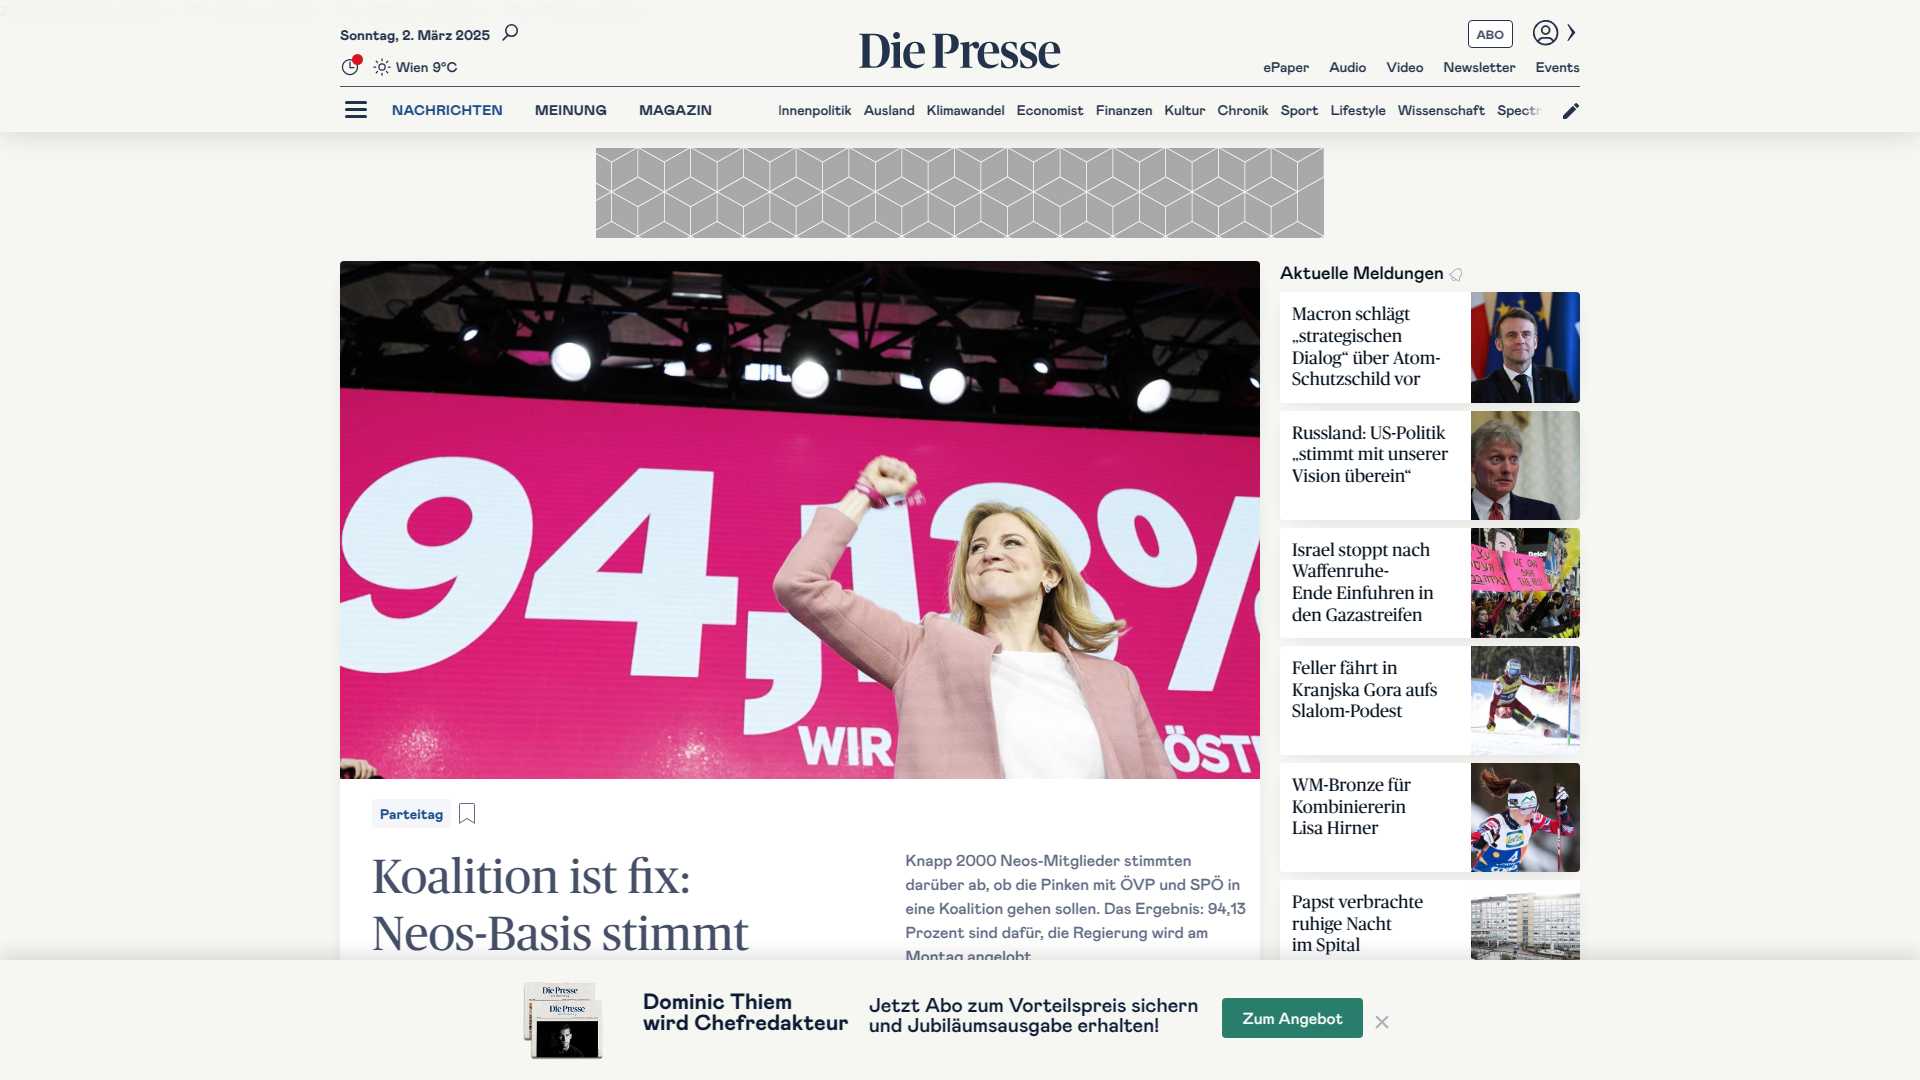 Sonntag, 2. März 2025
Die Presse
ABO
Wien 9°C
ePaper Audio Video Newsletter Events
NACHRICHTEN MEINUNG MAGAZIN
Innenpolitik Ausland Klimawandel Economist Finanzen Kultur Chronik Sport Lifestyle Wissenschaft Spectr
94,13%
WIR
ÖST
Parteitag
Koalition ist fix:
Neos-Basis stimmt
Knapp 2000 Neos-Mitglieder stimmten
darüber ab, ob die Pinken mit ÖVP und SPÖ in
eine Koalition gehen sollen. Das Ergebnis: 94,13
Prozent sind dafür, die Regierung wird am
Montag angelobt.
Aktuelle Meldungen
Macron schlägt
„strategischen
Dialog“ über Atom-
Schutzschild vor
Russland: US-Politik
„stimmt mit unserer
Vision überein“
Israel stoppt nach
Waffenruhe-
Ende Einfuhren in
den Gazastreifen
WE CAN
SAVE
THE REST
Feller fährt in
Kranjska Gora aufs
Slalom-Podest
WM-Bronze für
Kombiniererin
Lisa Hirner
4
Papst verbrachte
ruhige Nacht
im Spital
Die Presse
Die Presse
Dominic Thiem
wird Chefredakteur
Jetzt Abo zum Vorteilspreis sichern
und Jubiläumsausgabe erhalten!
Zum Angebot